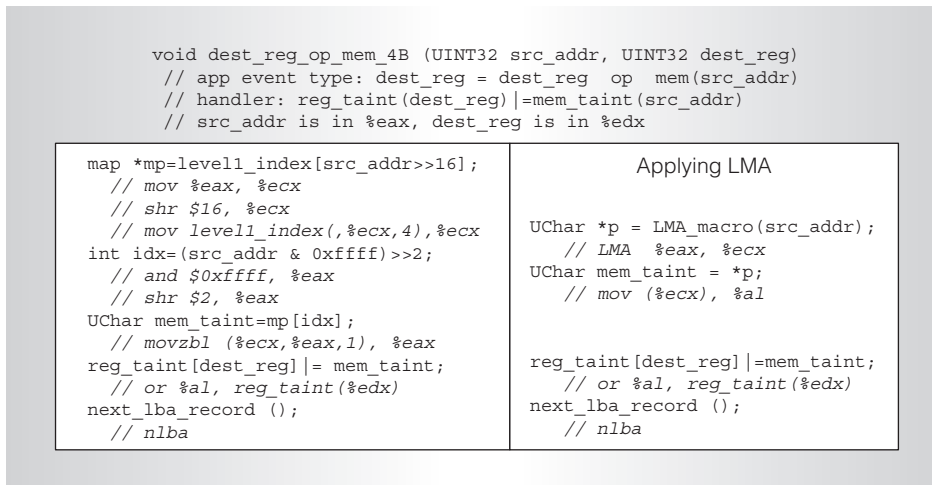 void dest_reg_op_mem_4B (UINT32 src_addr, UINT32 dest_reg)
// app event type: dest_reg = dest_reg op mem(src_addr)
// handler: reg_taint(dest_reg)|=mem_taint(src_addr)
// src_addr is in %eax, dest_reg is in %edx
map *mp=level1_index[src_addr>>16];
// mov %eax, %ecx
// shr $16, %ecx
// mov level1_index(,%ecx,4),%ecx
int idx=(src_addr & 0xffff)>>2;
// and $0xffff, %eax
// shr $2, %eax
UChar mem_taint=mp[idx];
// movzbl (%ecx,%eax,1), %eax
reg_taint[dest_reg]|= mem_taint;
// or %al, reg_taint(%edx)
next_lba_record ();
// nlba
Applying LMA
UChar *p = LMA_macro(src_addr);
// LMA %eax, %ecx
UChar mem_taint = *p;
// mov (%ecx), %al
reg_taint[dest_reg]|=mem_taint;
// or %al, reg_taint(%edx)
next_lba_record ();
// nlba